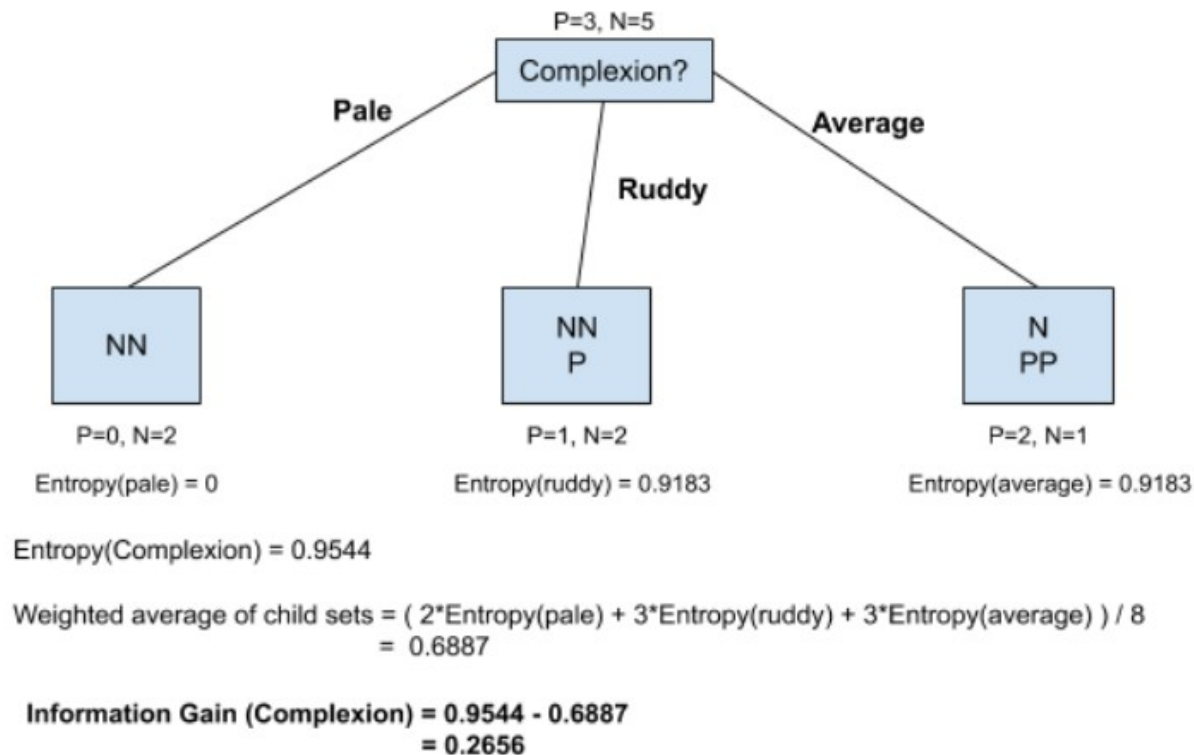 P=3, N=5
Complexion?
Pale
Average
Ruddy
NN
NN
P
N
PP
P=0, N=2
P=1, N=2
P=2, N=1
Entropy(pale) = 0
Entropy(ruddy) = 0.9183
Entropy(average) = 0.9183
Entropy(Complexion) = 0.9544
Weighted average of child sets = ( 2*Entropy(pale) + 3*Entropy(ruddy) + 3*Entropy(average) ) / 8
= 0.6887
Information Gain (Complexion) = 0.9544 - 0.6887
= 0.2656